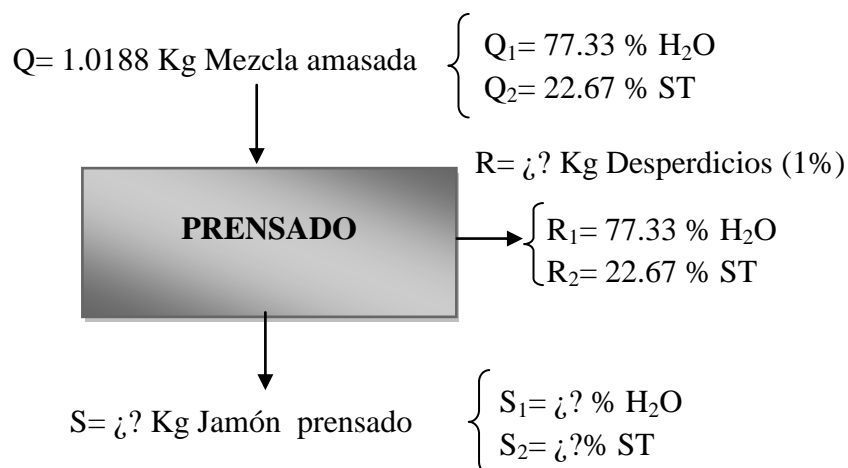 Q= 1.0188 Kg Mezcla amasada
Q₁= 77.33 % H₂O
Q₂= 22.67 % ST
R= ¿? Kg Desperdicios (1%)
PRENSADO
R₁= 77.33 % H₂O
R₂= 22.67 % ST
S= ¿? Kg Jamón prensado
S₁= ¿? % H₂O
S₂= ¿?% ST